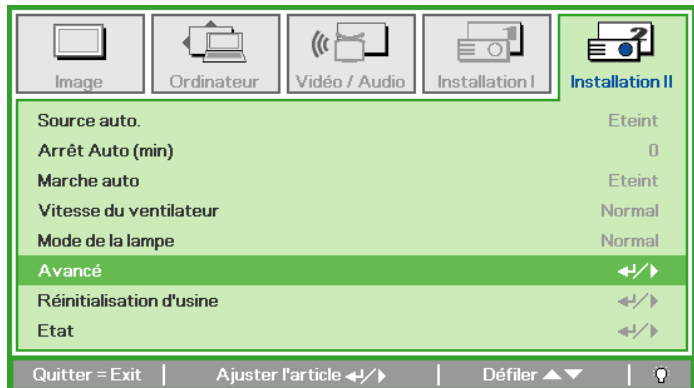 Image Ordinateur Vidéo / Audio Installation I Installation II
Source auto. Eteint
Arrêt Auto (min) 0
Marche auto Eteint
Vitesse du ventilateur Normal
Mode de la lampe Normal
Avancé
Réinitialisation d'usine
Etat
Quitter = Exit Ajuster l'article Défiler